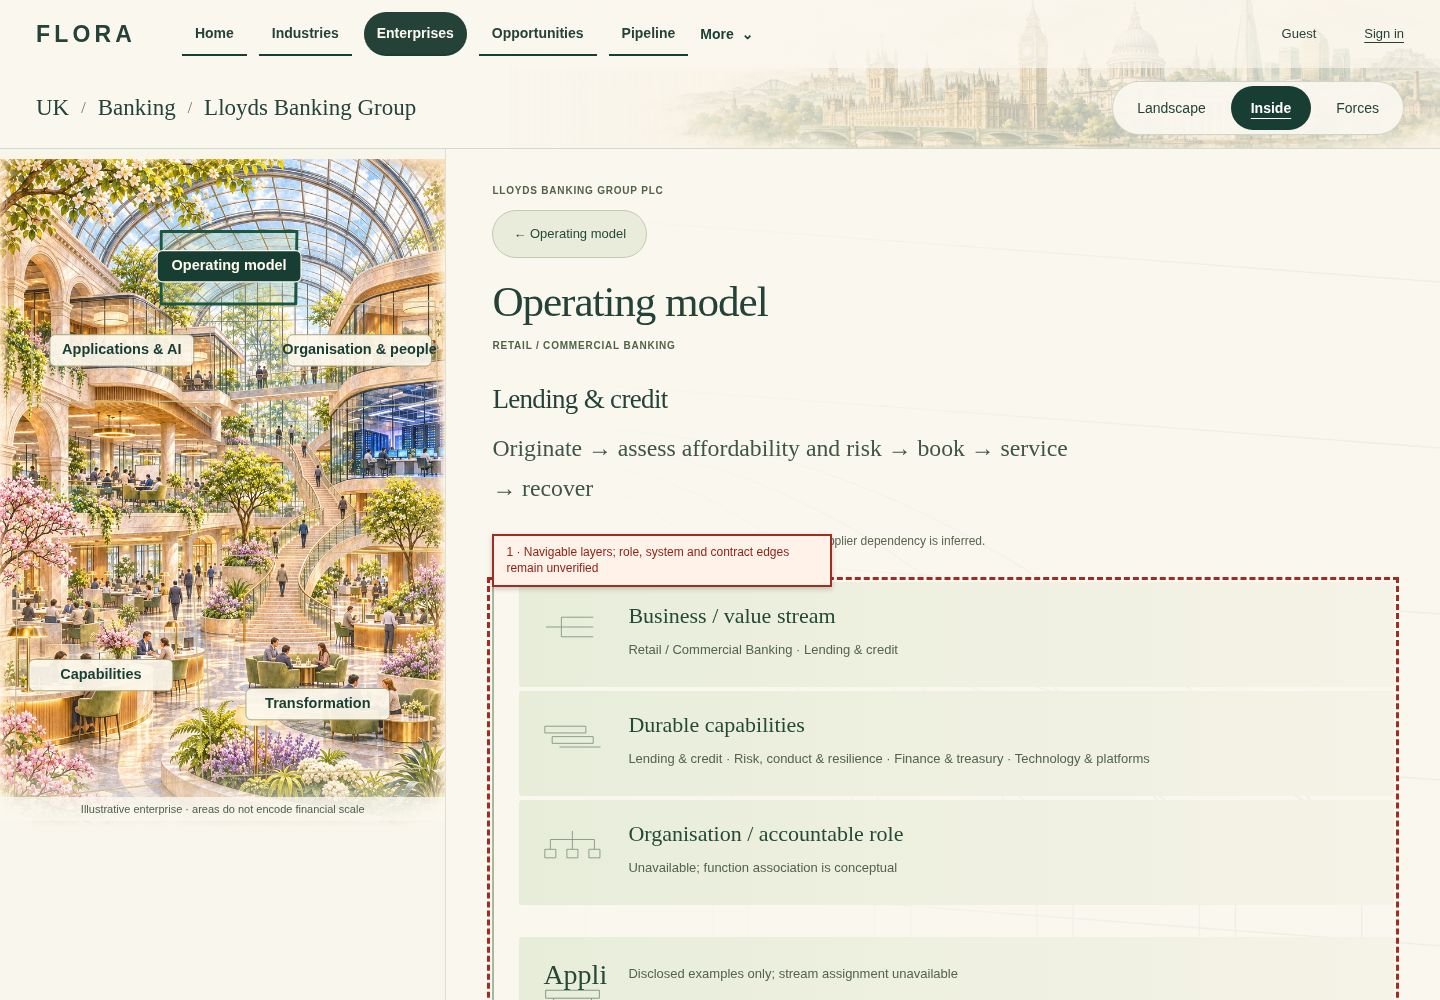 FLORA
Home
Industries
Enterprises
Opportunities
Pipeline
More
Guest
Sign in
UK / Banking / Lloyds Banking Group
Landscape
Inside
Forces
Operating model
Applications & AI
Organisation & people
Capabilities
Transformation
Illustrative enterprise · areas do not encode financial scale
LLOYDS BANKING GROUP PLC
← Operating model
Operating model
RETAIL / COMMERCIAL BANKING
Lending & credit
Originate → assess affordability and risk → book → service
→ recover
dependency is inferred.
1 · Navigable layers; role, system and contract edges
remain unverified
Business / value stream
Retail / Commercial Banking · Lending & credit
Durable capabilities
Lending & credit · Risk, conduct & resilience · Finance & treasury · Technology & platforms
Organisation / accountable role
Unavailable; function association is conceptual
Appli
Disclosed examples only; stream assignment unavailable